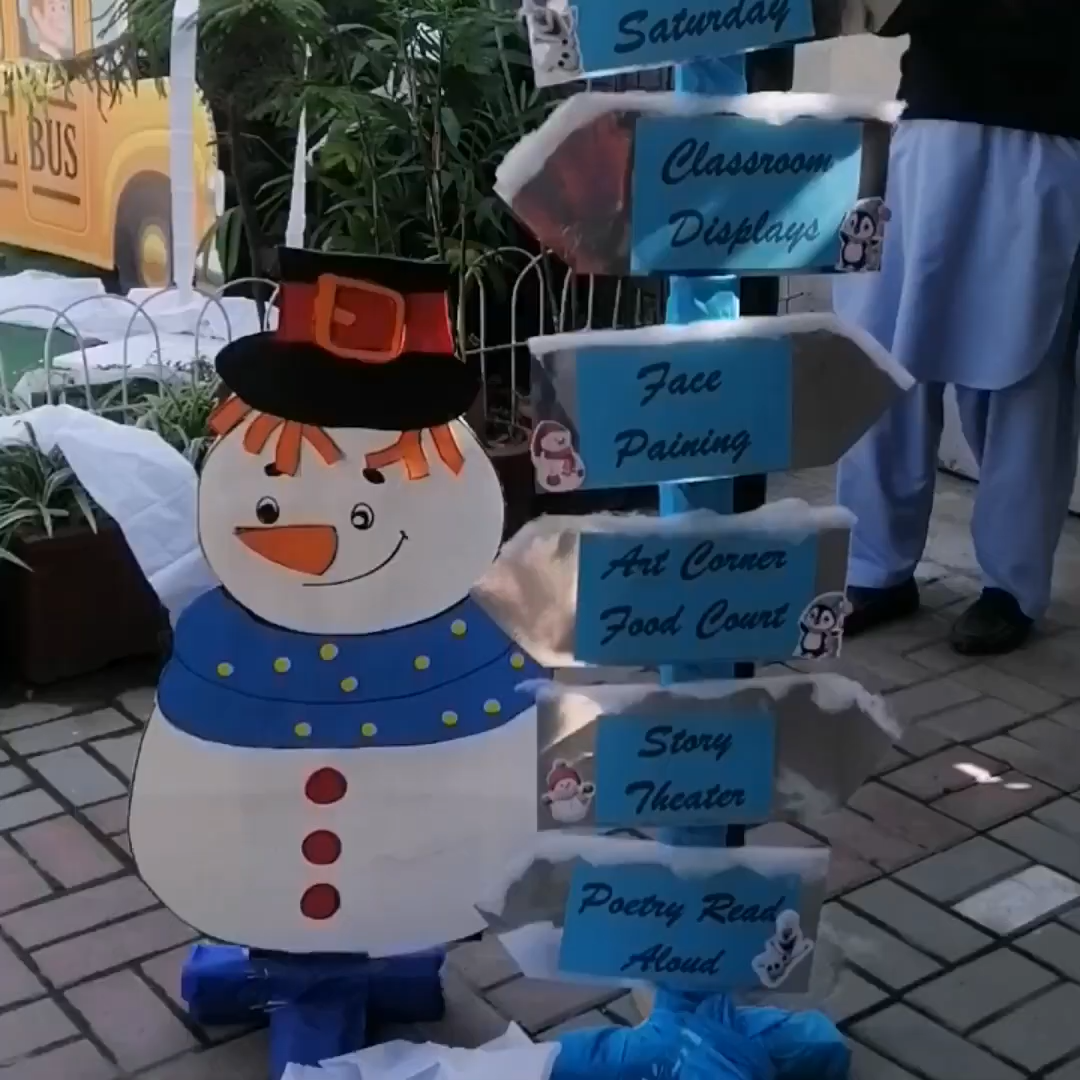 Saturday
L BUS
Classroom
Displays
Face
Paining
Art Corner
Food Court
Story
Theater
Poetry Read
Aloud